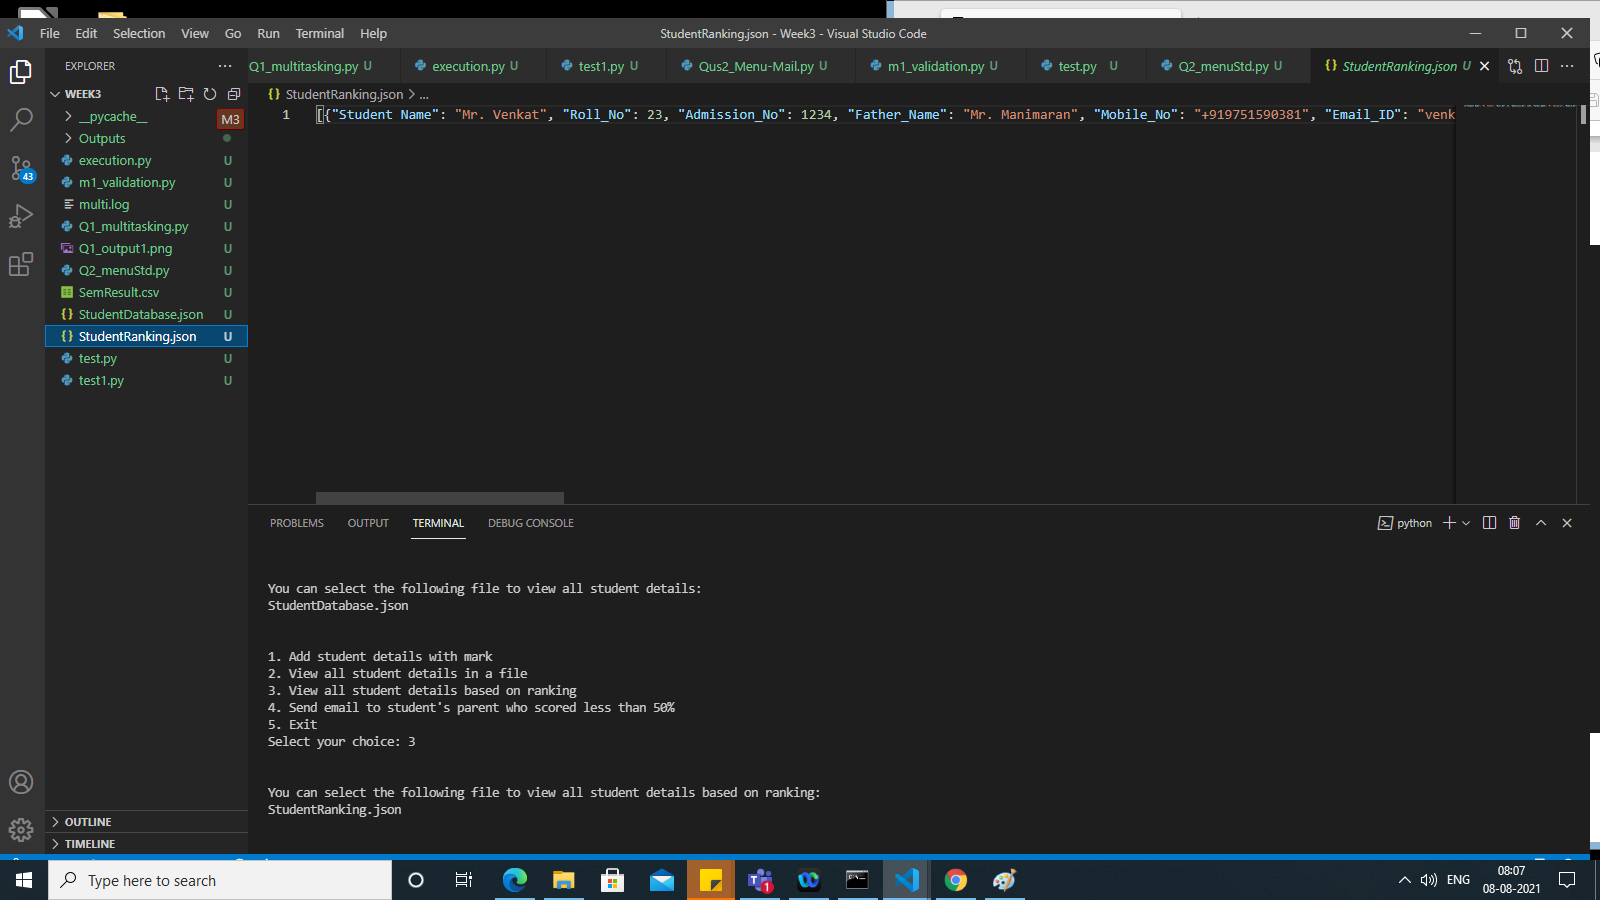 File Edit Selection View Go Run Terminal Help
StudentRanking.json - Week3 - Visual Studio Code
EXPLORER
Q1_multitasking.py U execution.py U test1.py U Qus2_Menu-Mail.py U m1_validation.py U test.py U Q2_menuStd.py U StudentRanking.json U
WEEK3
StudentRanking.json > ...
__pycache__
M3
Outputs
execution.py U
m1_validation.py U
multi.log U
Q1_multitasking.py U
Q1_output1.png U
Q2_menuStd.py U
SemResult.csv U
StudentDatabase.json U
StudentRanking.json U
test.py U
test1.py U
43
1 [{"Student Name": "Mr. Venkat", "Roll_No": 23, "Admission_No": 1234, "Father_Name": "Mr. Manimaran", "Mobile_No": "+919751590381", "Email_ID": "venk
PROBLEMS OUTPUT TERMINAL DEBUG CONSOLE
python
You can select the following file to view all student details:
StudentDatabase.json
1. Add student details with mark
2. View all student details in a file
3. View all student details based on ranking
4. Send email to student's parent who scored less than 50%
5. Exit
Select your choice: 3
You can select the following file to view all student details based on ranking:
StudentRanking.json
OUTLINE
TIMELINE
Type here to search
1
ENG
08:07
08-08-2021